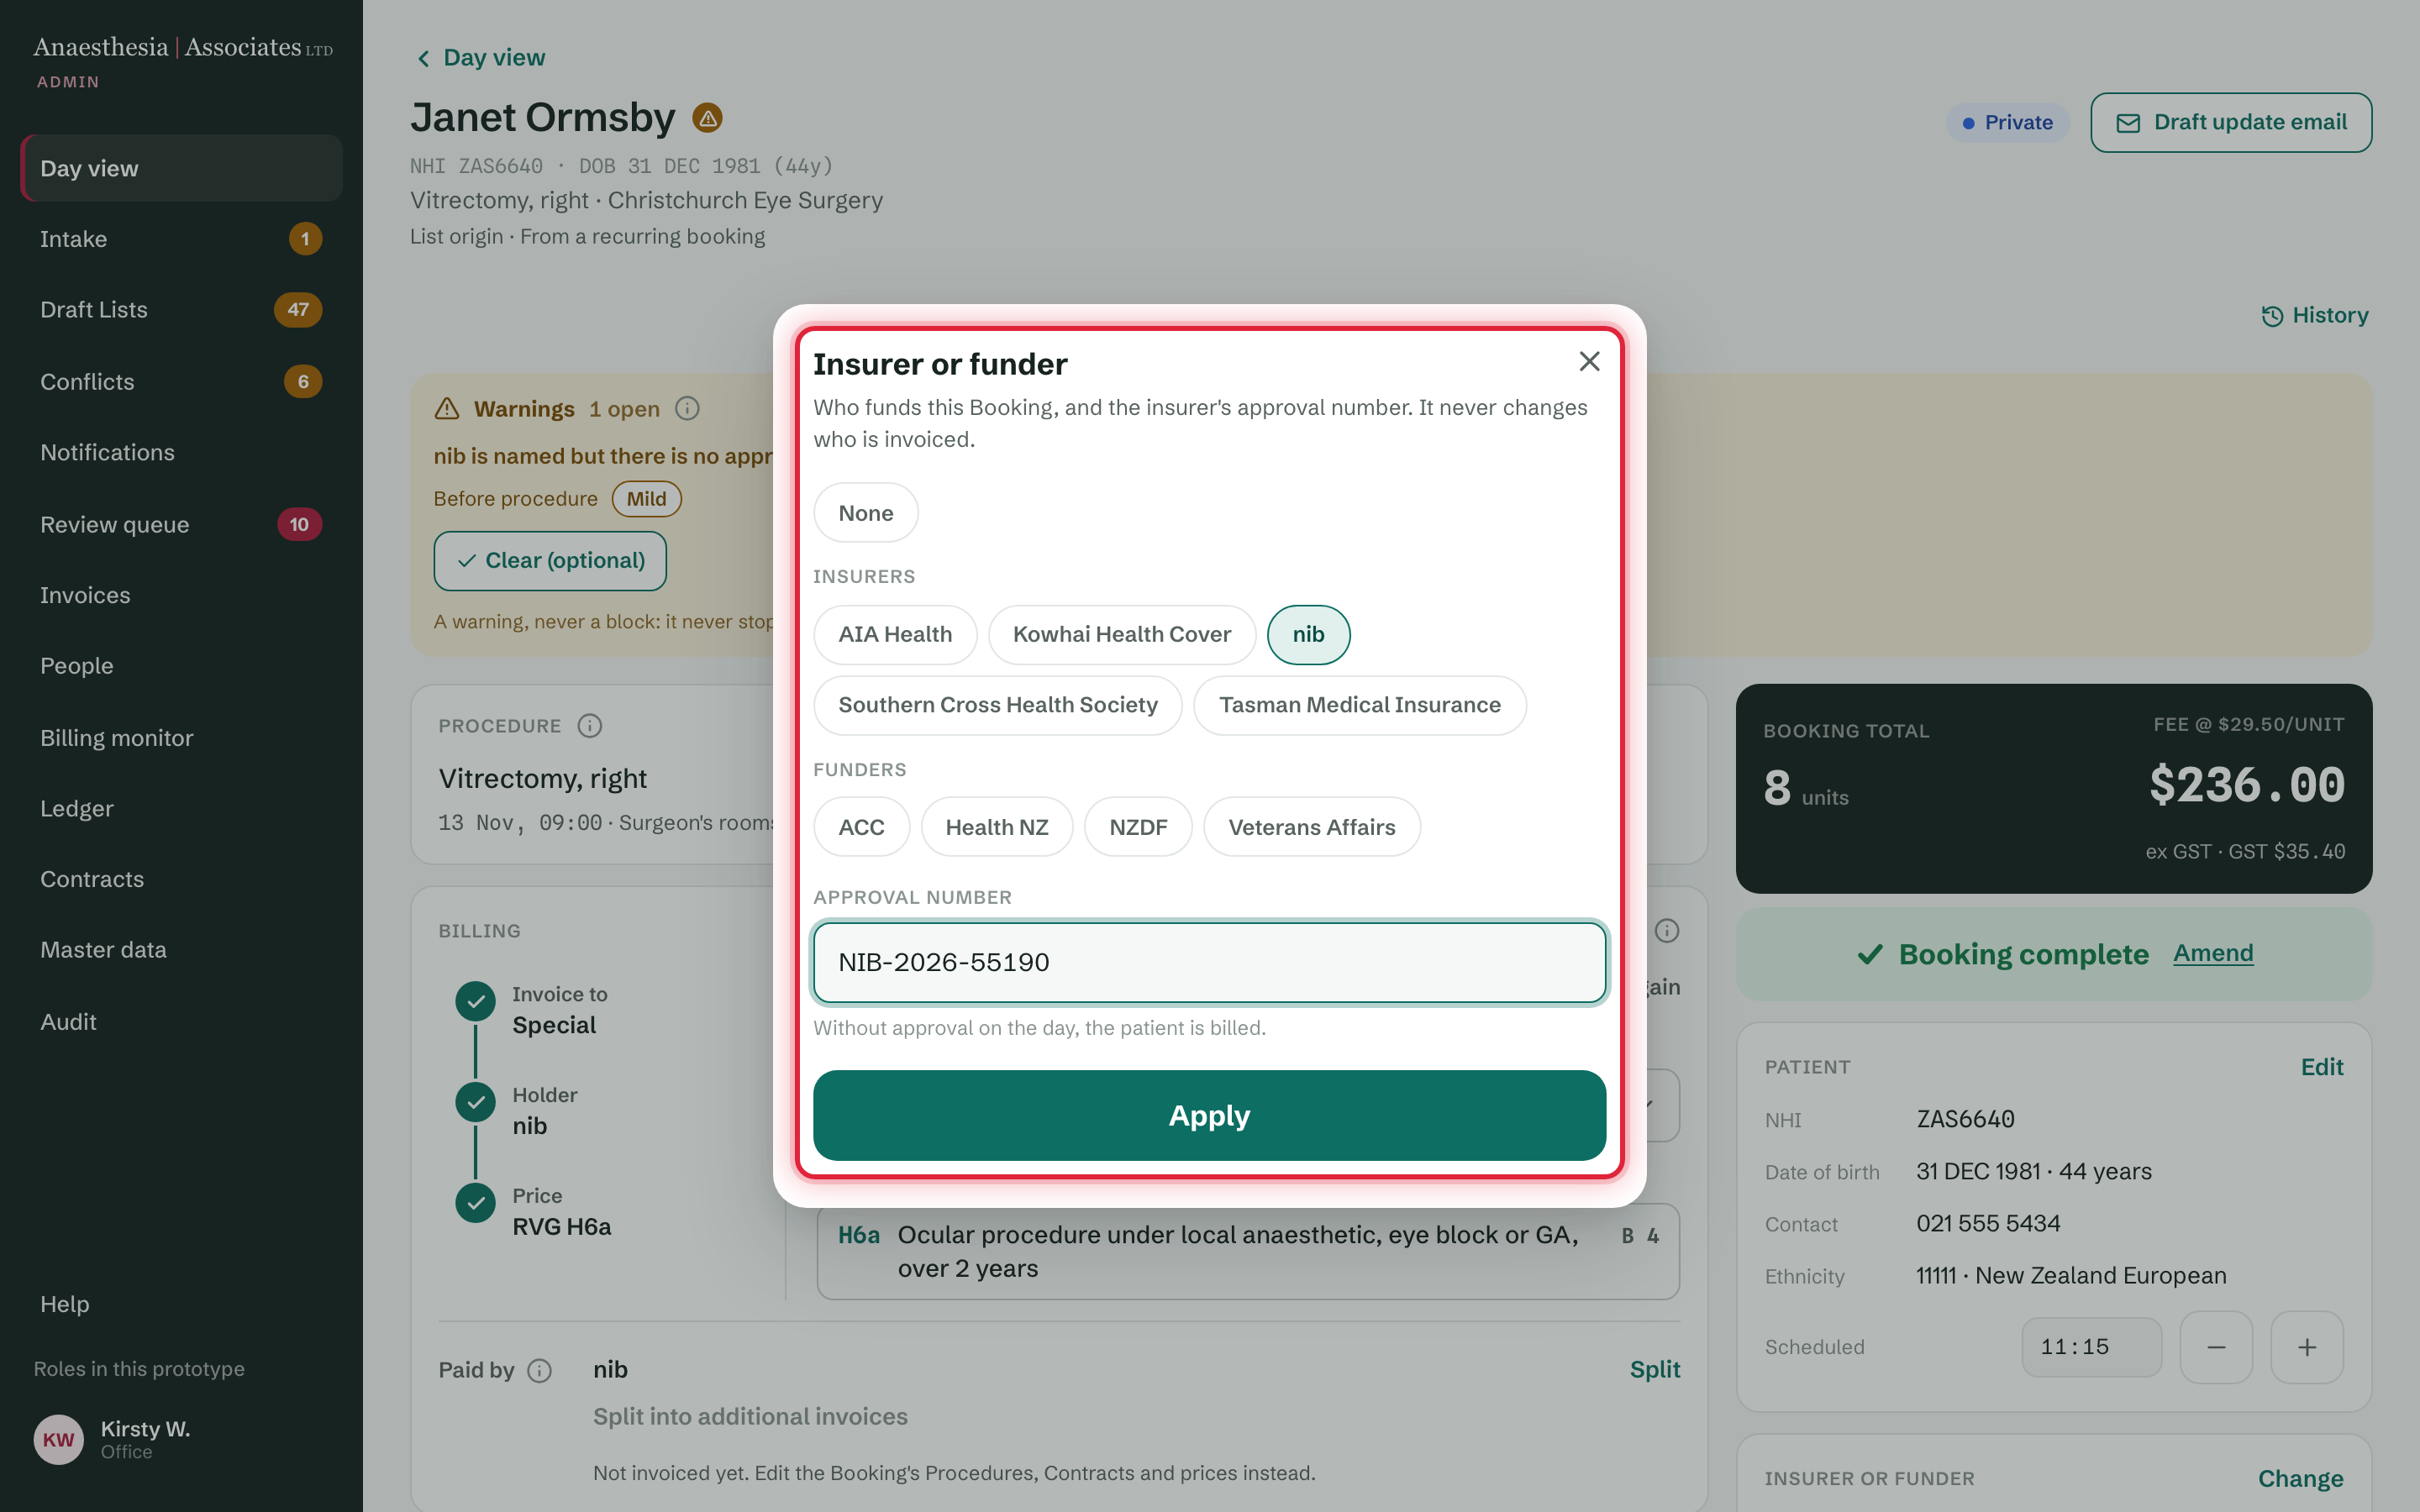 Anaesthesia | Associates LTD
ADMIN
Day view
Intake 1
Draft Lists 47
Conflicts 6
Notifications
Review queue 10
Invoices
People
Billing monitor
Ledger
Contracts
Master data
Audit
Help
Roles in this prototype
KW
Kirsty W.
Office
Day view
Janet Ormsby
NHI ZAS6640 · DOB 31 DEC 1981 (44y)
Vitrectomy, right · Christchurch Eye Surgery
List origin · From a recurring booking
Private
Draft update email
History
Warnings 1 open
nib is named but there is no appr
Before procedure Mild
Clear (optional)
A warning, never a block: it never stop
PROCEDURE
Vitrectomy, right
13 Nov, 09:00 · Surgeon's rooms
BILLING
Invoice to
Special
Holder
nib
Price
RVG H6a
H6a Ocular procedure under local anaesthetic, eye block or GA, B 4
over 2 years
Paid by nib Split
Split into additional invoices
Not invoiced yet. Edit the Booking's Procedures, Contracts and prices instead.
Insurer or funder
Who funds this Booking, and the insurer's approval number. It never changes
who is invoiced.
None
INSURERS
AIA Health Kowhai Health Cover nib
Southern Cross Health Society Tasman Medical Insurance
FUNDERS
ACC Health NZ NZDF Veterans Affairs
APPROVAL NUMBER
NIB-2026-55190
Without approval on the day, the patient is billed.
Apply
BOOKING TOTAL FEE @ $29.50/UNIT
8 units $236.00
ex GST · GST $35.40
Booking complete Amend
PATIENT Edit
NHI ZAS6640
Date of birth 31 DEC 1981 · 44 years
Contact 021 555 5434
Ethnicity 11111 · New Zealand European
Scheduled 11:15 − +
INSURER OR FUNDER Change